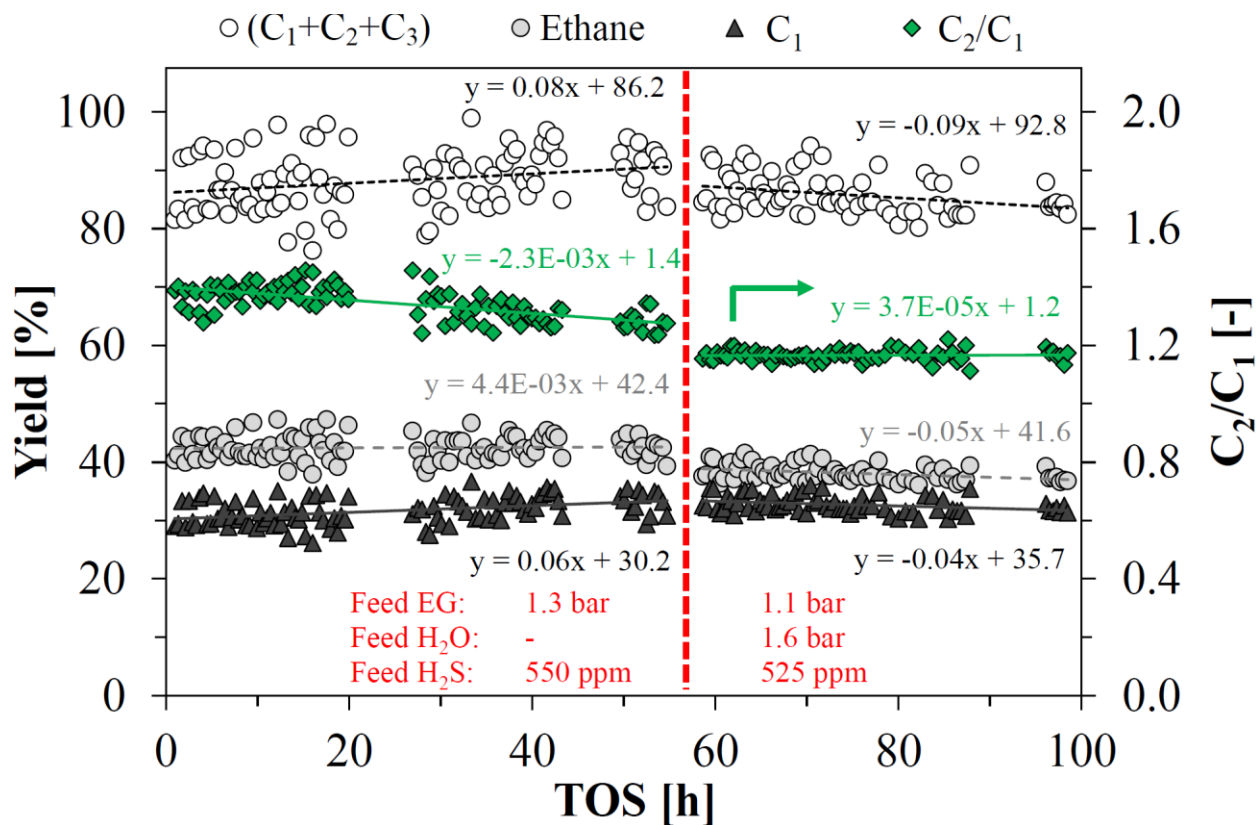 (C₁+C₂+C₃) Ethane C₁ C₂/C₁
y = 0.08x + 86.2
y = -0.09x + 92.8
y = -2.3E-03x + 1.4
y = 3.7E-05x + 1.2
y = 4.4E-03x + 42.4
y = -0.05x + 41.6
y = 0.06x + 30.2
y = -0.04x + 35.7
Feed EG: 1.3 bar 1.1 bar
Feed H₂O: - 1.6 bar
Feed H₂S: 550 ppm 525 ppm
Yield [%]
100
80
60
40
20
0
C₂/C₁ [-]
2.0
1.6
1.2
0.8
0.4
0.0
0 20 40 60 80 100
TOS [h]